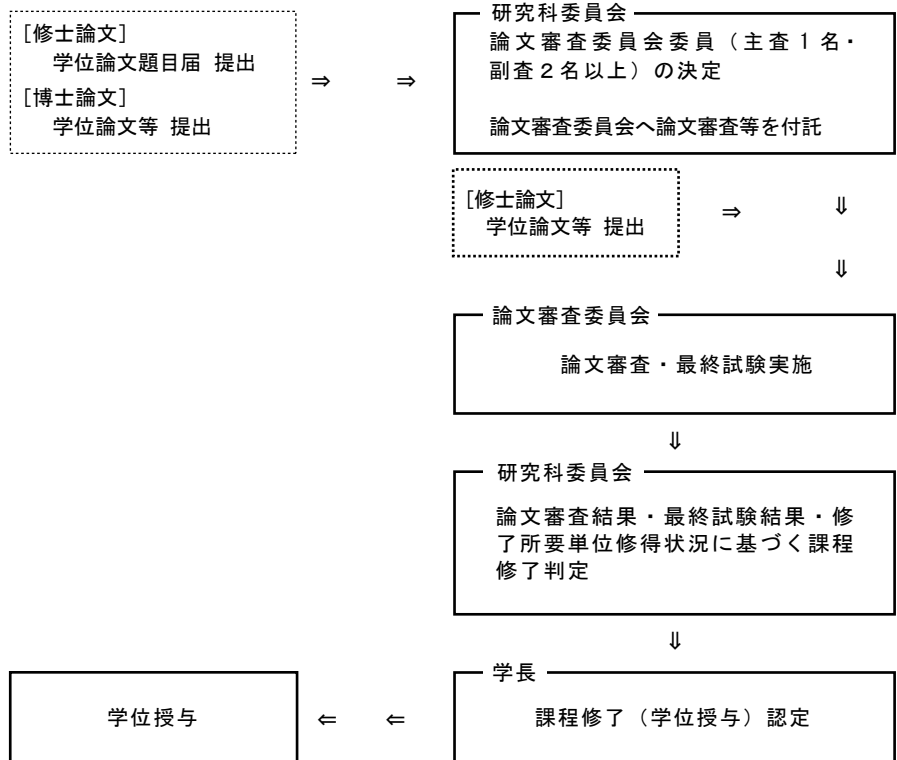 [修士論文]
学位論文題目届 提出
[博士論文]
学位論文等 提出
⇒ ⇒
研究科委員会
論文審査委員会委員（主査1名・
副査２名以上）の決定
論文審査委員会へ論文審査等を付託
[修士論文]
学位論文等 提出
⇒ ⇓
⇓
論文審査委員会
論文審査・最終試験実施
⇓
研究科委員会
論文審査結果・最終試験結果・修
了所要単位修得状況に基づく課程
修了判定
⇓
学長
課程修了（学位授与）認定
⇐ ⇐
学位授与